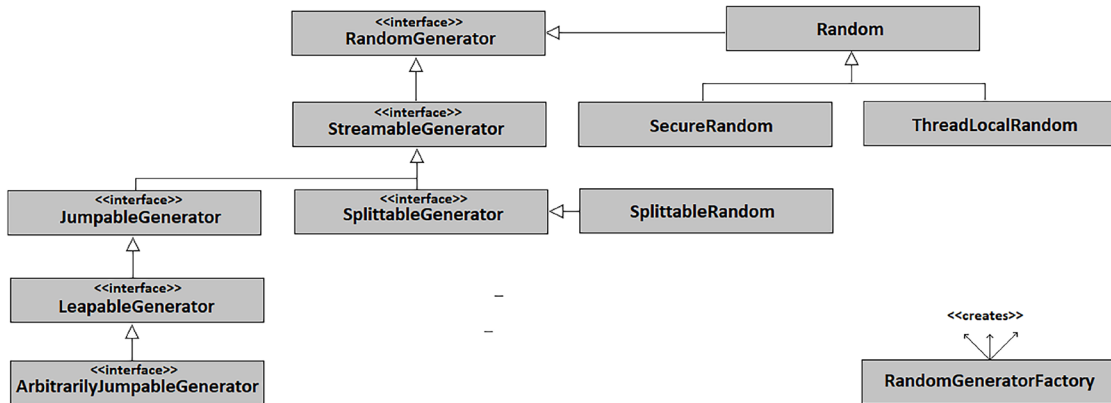 <<interface>>
RandomGenerator
Random
<<interface>>
StreamableGenerator
SecureRandom
ThreadLocalRandom
<<interface>>
JumpableGenerator
<<interface>>
SplittableGenerator
SplittableRandom
<<interface>>
LeapableGenerator
<<creates>>
<<interface>>
ArbitrarilyJumpableGenerator
RandomGeneratorFactory